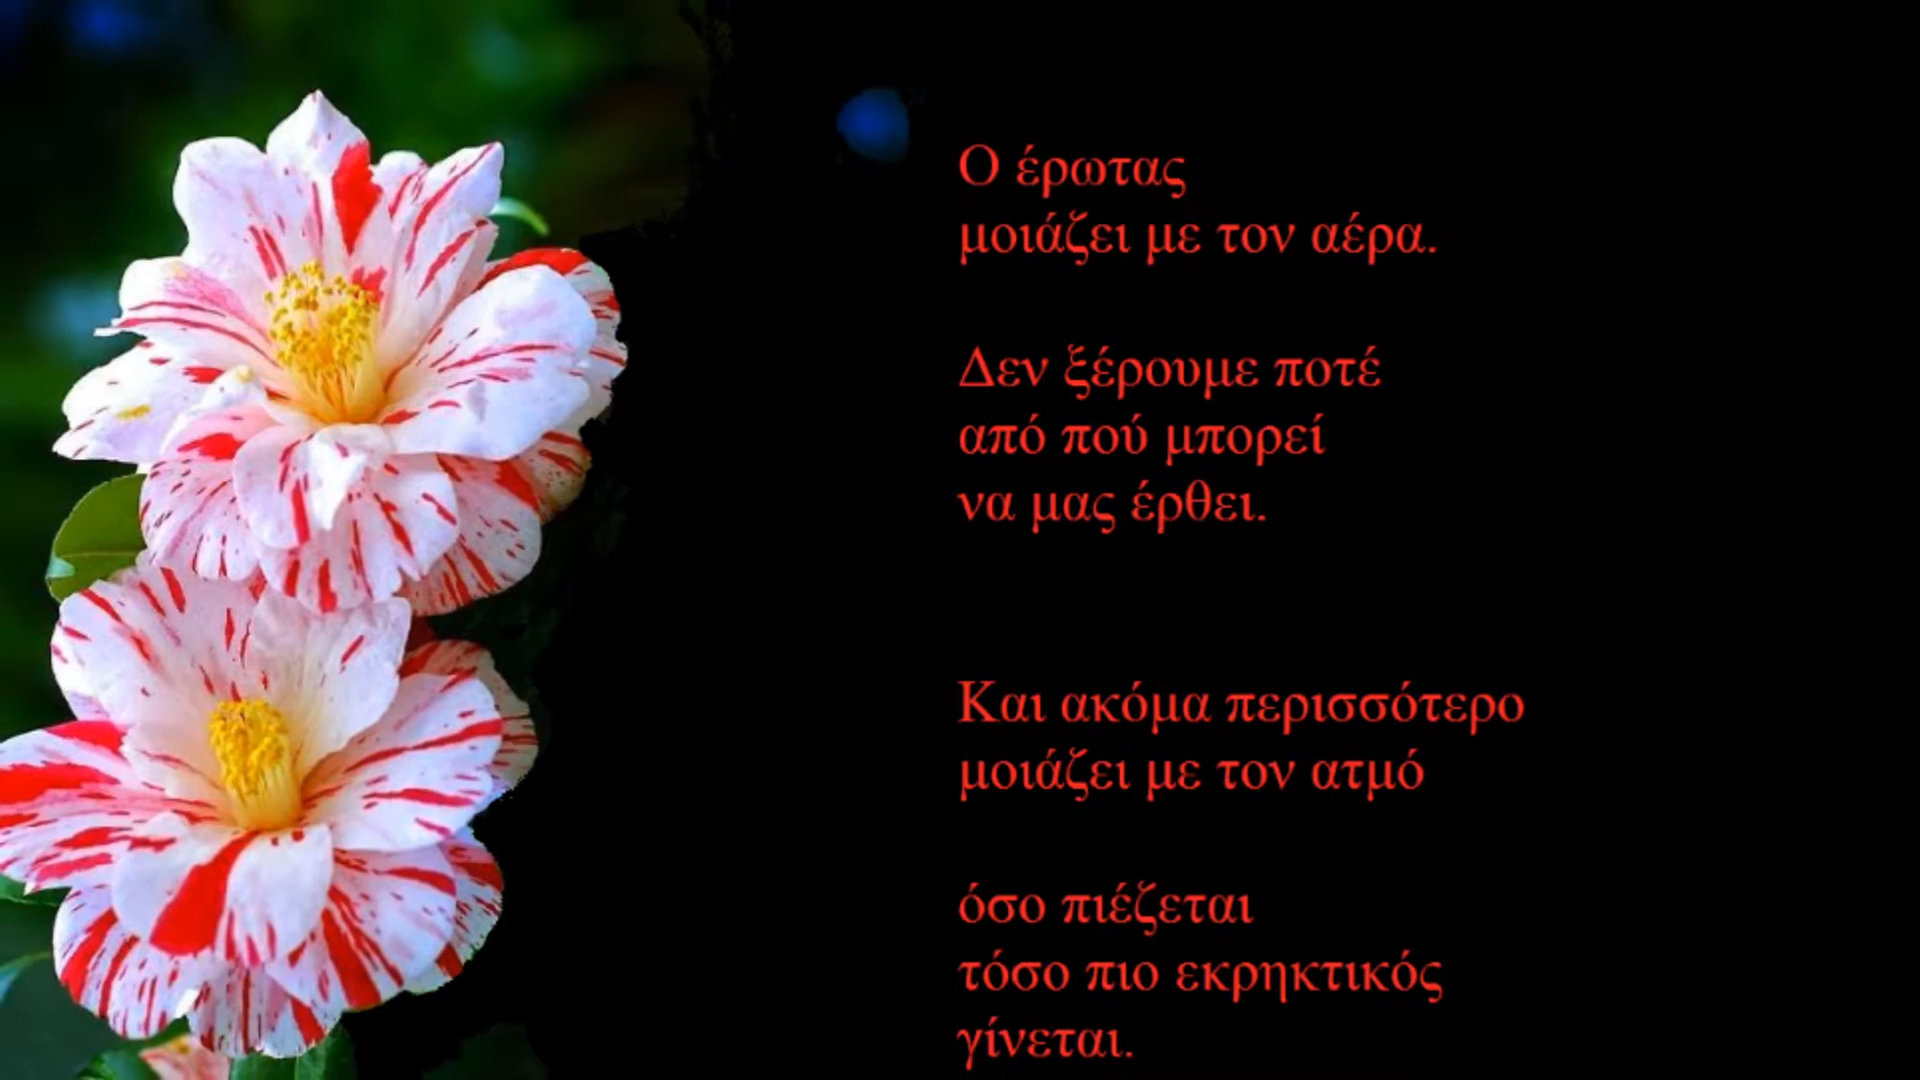 Ο έρωτας
μοιάζει με τον αέρα.
Δεν ξέρουμε ποτέ
από πού μπορεί
να μας έρθει.
Και ακόμα περισσότερο
μοιάζει με τον ατμό
όσο πιέζεται
τόσο πιο εκρηκτικός
γίνεται.